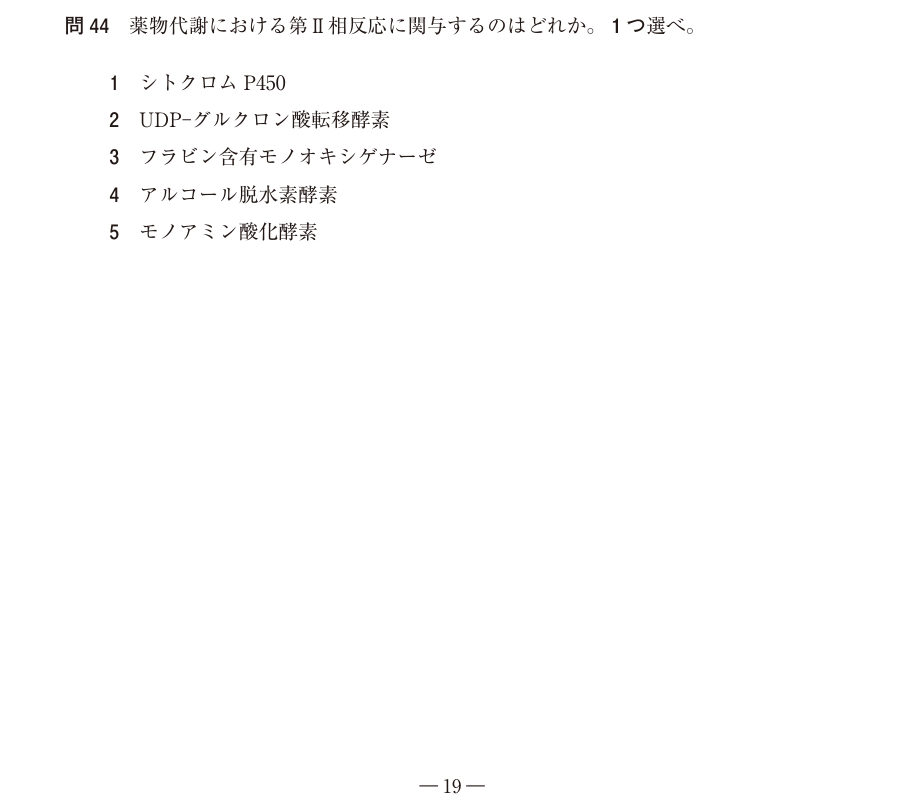 問 44 薬物代謝における第Ⅱ相反応に関与するのはどれか。1つ選べ。
1 シトクロム P450
2 UDP-グルクロン酸転移酵素
3 フラビン含有モノオキシゲナーゼ
4 アルコール脱水素酵素
5 モノアミン酸化酵素
― 19 ―